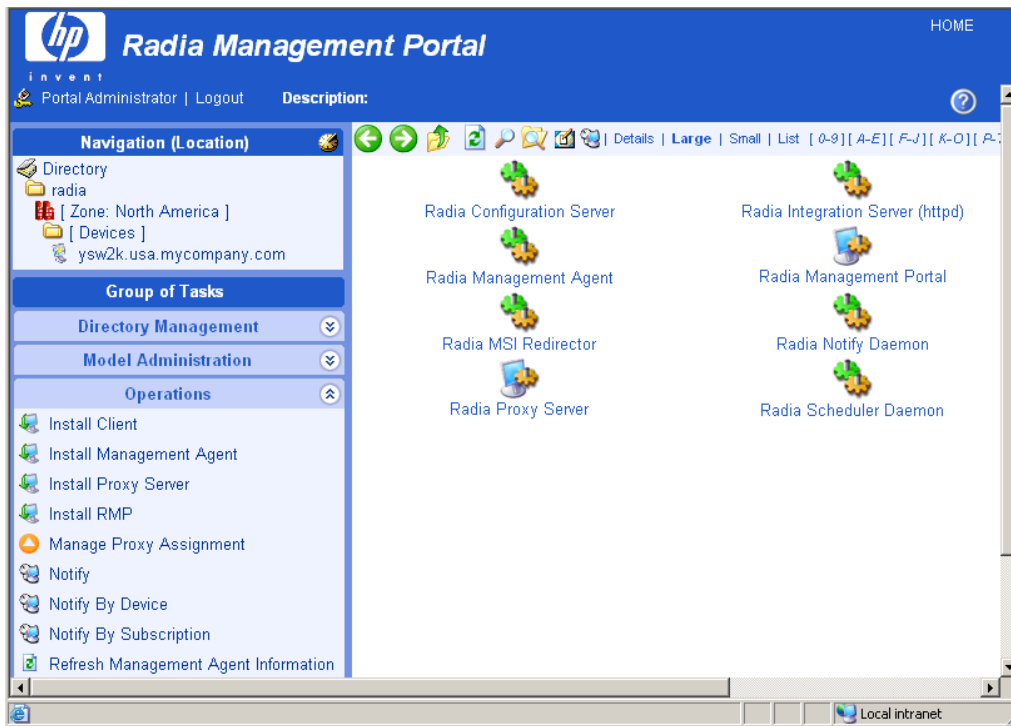 hp
invent
Radia Management Portal
HOME
Portal Administrator | Logout
Description:
Navigation (Location)
Directory
radia
[ Zone: North America ]
[ Devices ]
ysw2k.usa.mycompany.com
Group of Tasks
Directory Management
Model Administration
Operations
Install Client
Install Management Agent
Install Proxy Server
Install RMP
Manage Proxy Assignment
Notify
Notify By Device
Notify By Subscription
Refresh Management Agent Information
| Details | Large | Small | List [ 0-9 ] [ A-E ] [ F-J ] [ K-O ] [ P-
Radia Configuration Server
Radia Integration Server (httpd)
Radia Management Agent
Radia Management Portal
Radia MSI Redirector
Radia Notify Daemon
Radia Proxy Server
Radia Scheduler Daemon
Local intranet